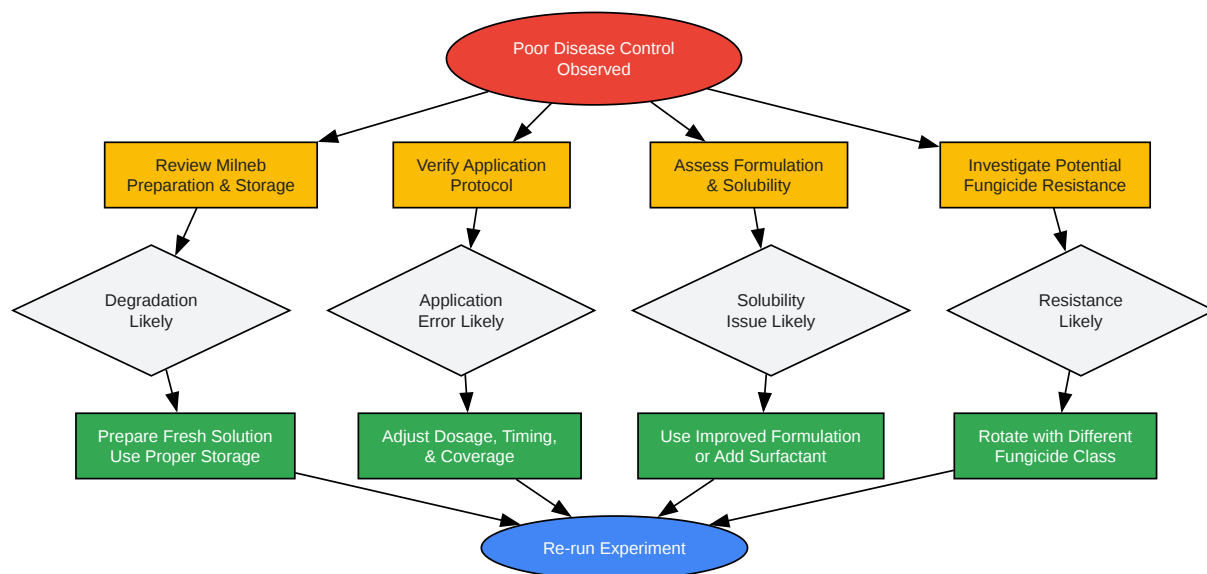 Poor Disease Control
Observed
Review Milneb
Preparation & Storage
Verify Application
Protocol
Assess Formulation
& Solubility
Investigate Potential
Fungicide Resistance
Degradation
Likely
Application
Error Likely
Solubility
Issue Likely
Resistance
Likely
Prepare Fresh Solution
Use Proper Storage
Adjust Dosage, Timing,
& Coverage
Use Improved Formulation
or Add Surfactant
Rotate with Different
Fungicide Class
Re-run Experiment